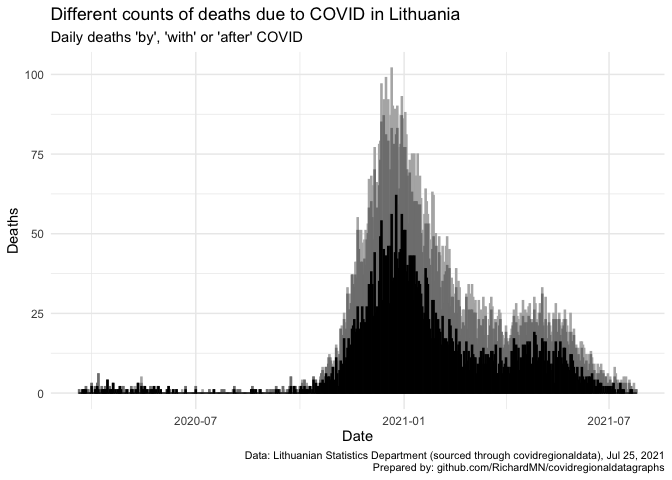 Different counts of deaths due to COVID in Lithuania
Daily deaths 'by', 'with' or 'after' COVID
100
75
50
25
0
Deaths
2020-07
2021-01
2021-07
Date
Data: Lithuanian Statistics Department (sourced through covidregionaldata), Jul 25, 2021
Prepared by: github.com/RichardMN/covidregionaldatagraphs